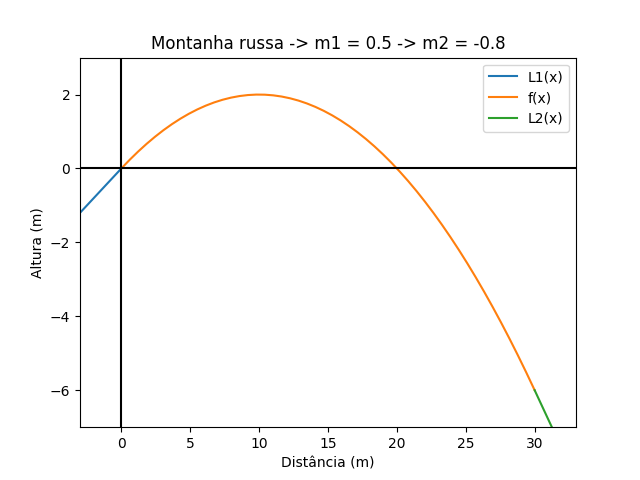 Montanha russa -> m1 = 0.5 -> m2 = -0.8
L1(x)
f(x)
L2(x)
2
0
−2
−4
−6
Altura (m)
0 5 10 15 20 25 30
Distância (m)